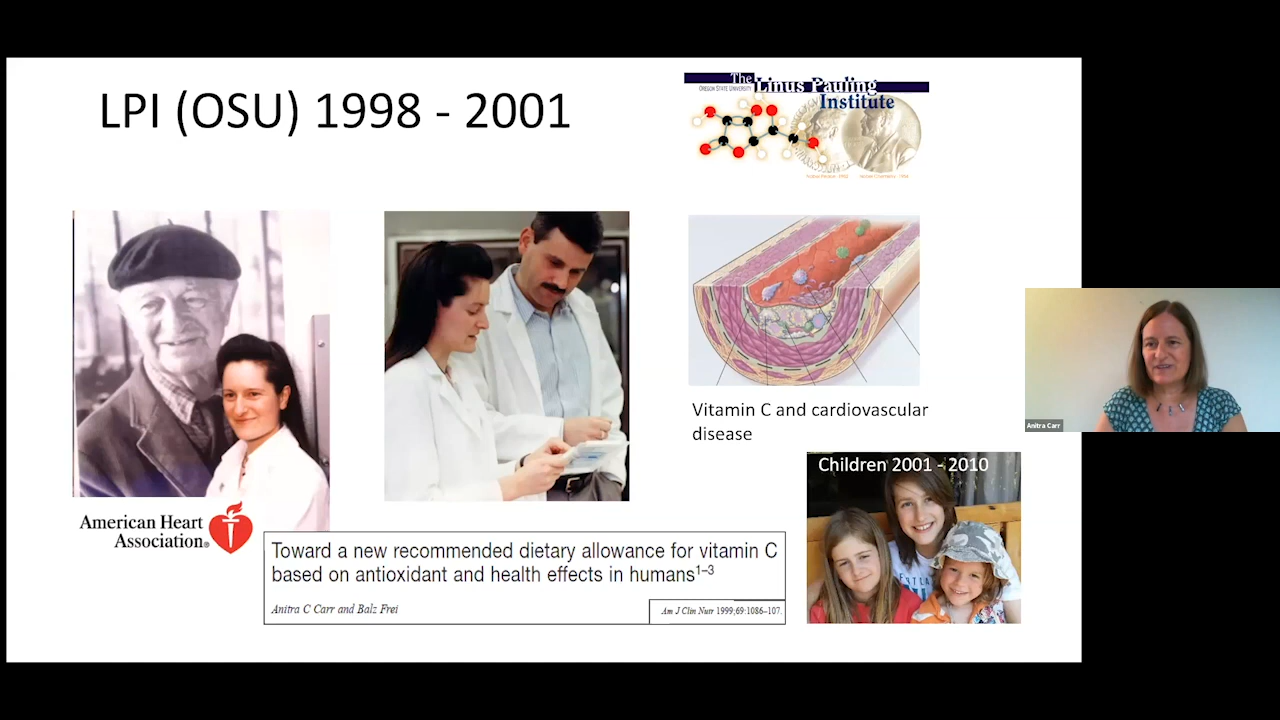 LPI (OSU) 1998 - 2001
The
OREGON STATE UNIVERSITY
Linus Pauling
Institute
Vitamin C and cardiovascular
disease
Anitra Carr
Children 2001 - 2010
American Heart
Association®
Toward a new recommended dietary allowance for vitamin C
based on antioxidant and health effects in humans1–3
Anitra C Carr and Balz Frei
Am J Clin Nutr 1999;69:1086–107.